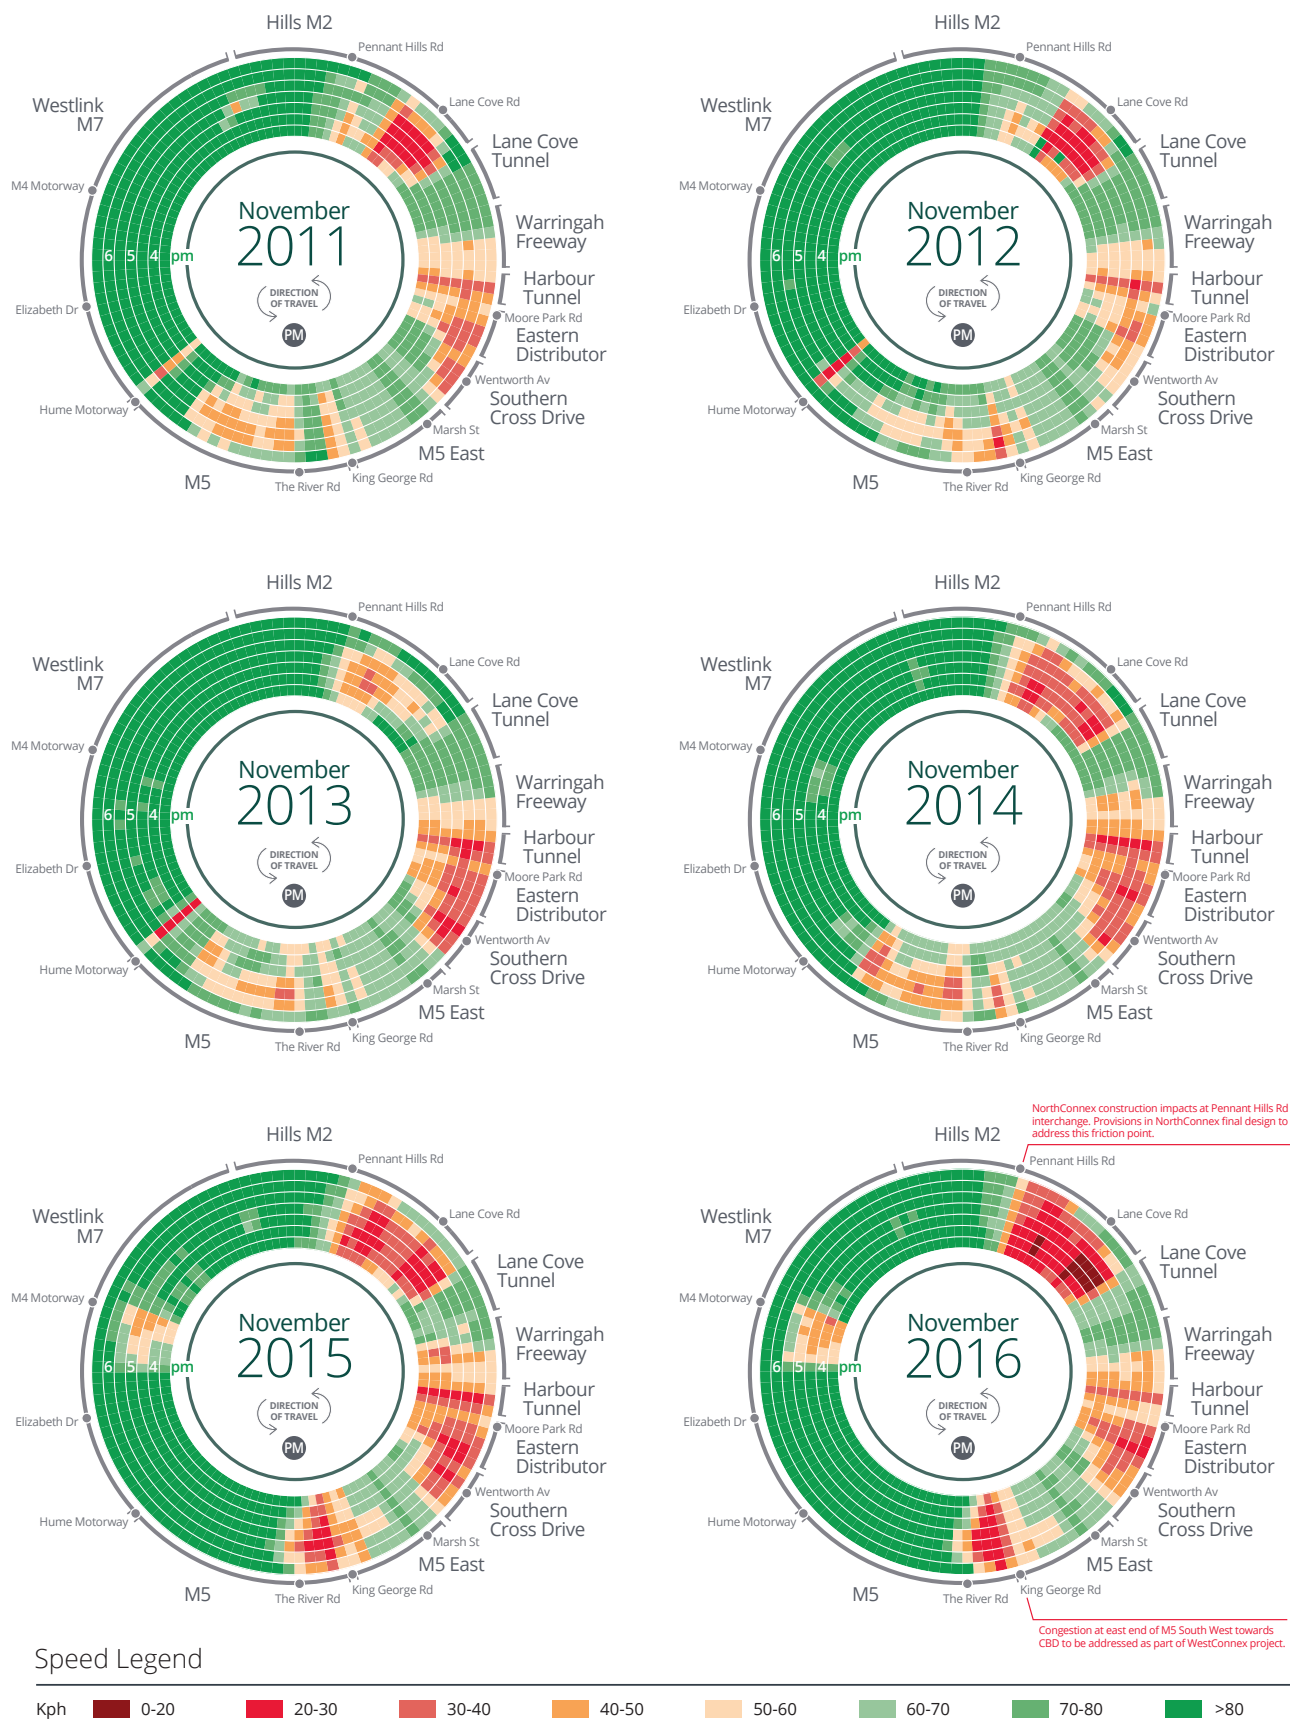 Hills M2
Pennant Hills Rd
Westlink
M7
Lane Cove Rd
Lane Cove
Tunnel
M4 Motorway
November
2011
Warringah
Freeway
6 5 4 pm
Harbour
Tunnel
DIRECTION
OF TRAVEL
PM
Elizabeth Dr
Moore Park Rd
Eastern
Distributor
Wentworth Av
Southern
Cross Drive
Hume Motorway
Marsh St
M5 East
M5
The River Rd
King George Rd
Hills M2
Pennant Hills Rd
Westlink
M7
Lane Cove Rd
Lane Cove
Tunnel
M4 Motorway
November
2012
Warringah
Freeway
6 5 4 pm
Harbour
Tunnel
DIRECTION
OF TRAVEL
PM
Elizabeth Dr
Moore Park Rd
Eastern
Distributor
Wentworth Av
Southern
Cross Drive
Hume Motorway
Marsh St
M5 East
M5
The River Rd
King George Rd
Hills M2
Pennant Hills Rd
Westlink
M7
Lane Cove Rd
Lane Cove
Tunnel
M4 Motorway
November
2013
Warringah
Freeway
6 5 4 pm
Harbour
Tunnel
DIRECTION
OF TRAVEL
PM
Elizabeth Dr
Moore Park Rd
Eastern
Distributor
Wentworth Av
Southern
Cross Drive
Hume Motorway
Marsh St
M5 East
M5
The River Rd
King George Rd
Hills M2
Pennant Hills Rd
Westlink
M7
Lane Cove Rd
Lane Cove
Tunnel
M4 Motorway
November
2014
Warringah
Freeway
6 5 4 pm
Harbour
Tunnel
DIRECTION
OF TRAVEL
PM
Elizabeth Dr
Moore Park Rd
Eastern
Distributor
Wentworth Av
Southern
Cross Drive
Hume Motorway
Marsh St
M5 East
M5
The River Rd
King George Rd
Hills M2
Pennant Hills Rd
Westlink
M7
Lane Cove Rd
Lane Cove
Tunnel
M4 Motorway
November
2015
Warringah
Freeway
6 5 4 pm
Harbour
Tunnel
DIRECTION
OF TRAVEL
PM
Elizabeth Dr
Moore Park Rd
Eastern
Distributor
Wentworth Av
Southern
Cross Drive
Hume Motorway
Marsh St
M5 East
M5
The River Rd
King George Rd
NorthConnex construction impacts at Pennant Hills Rd
interchange. Provisions in NorthConnex final design to
address this friction point.
Hills M2
Pennant Hills Rd
Westlink
M7
Lane Cove Rd
Lane Cove
Tunnel
M4 Motorway
November
2016
Warringah
Freeway
6 5 4 pm
Harbour
Tunnel
DIRECTION
OF TRAVEL
PM
Elizabeth Dr
Moore Park Rd
Eastern
Distributor
Wentworth Av
Southern
Cross Drive
Hume Motorway
Marsh St
M5 East
M5
The River Rd
King George Rd
Congestion at east end of M5 South West towards
CBD to be addressed as part of WestConnex project.
Speed Legend
Kph 0-20 20-30 30-40 40-50 50-60 60-70 70-80 >80